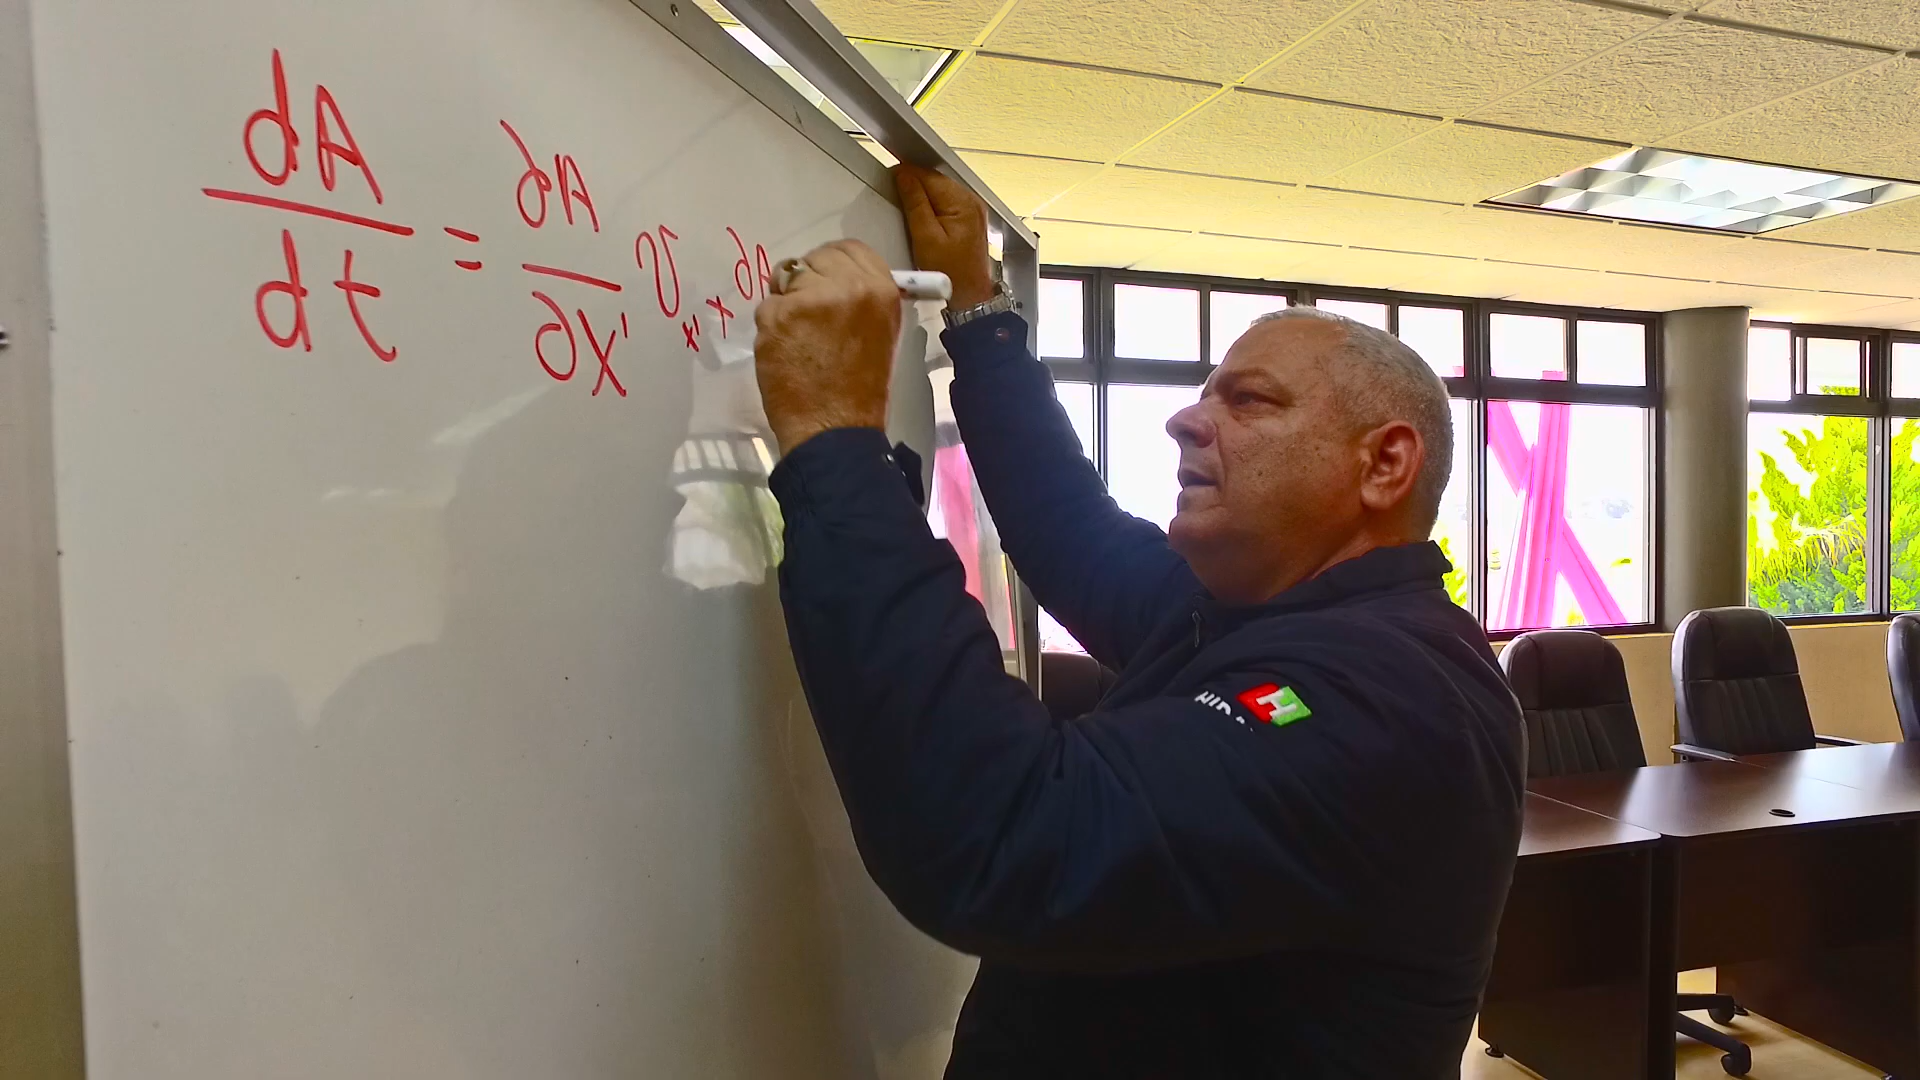 dA/dt = ∂A/∂x' v_x' x ∂A
H